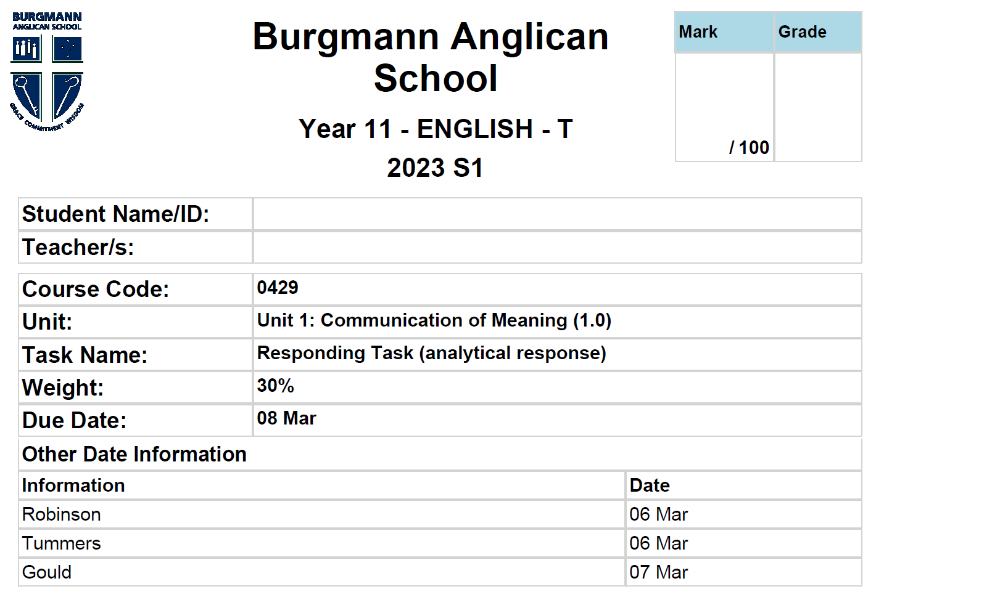 BURGMANN
ANGLICAN SCHOOL
GRACE COMMITMENT WISDOM
Burgmann Anglican
School
Year 11 - ENGLISH - T
2023 S1
Mark Grade
/ 100
Student Name/ID:
Teacher/s:
Course Code: 0429
Unit: Unit 1: Communication of Meaning (1.0)
Task Name: Responding Task (analytical response)
Weight: 30%
Due Date: 08 Mar
Other Date Information
Information Date
Robinson 06 Mar
Tummers 06 Mar
Gould 07 Mar